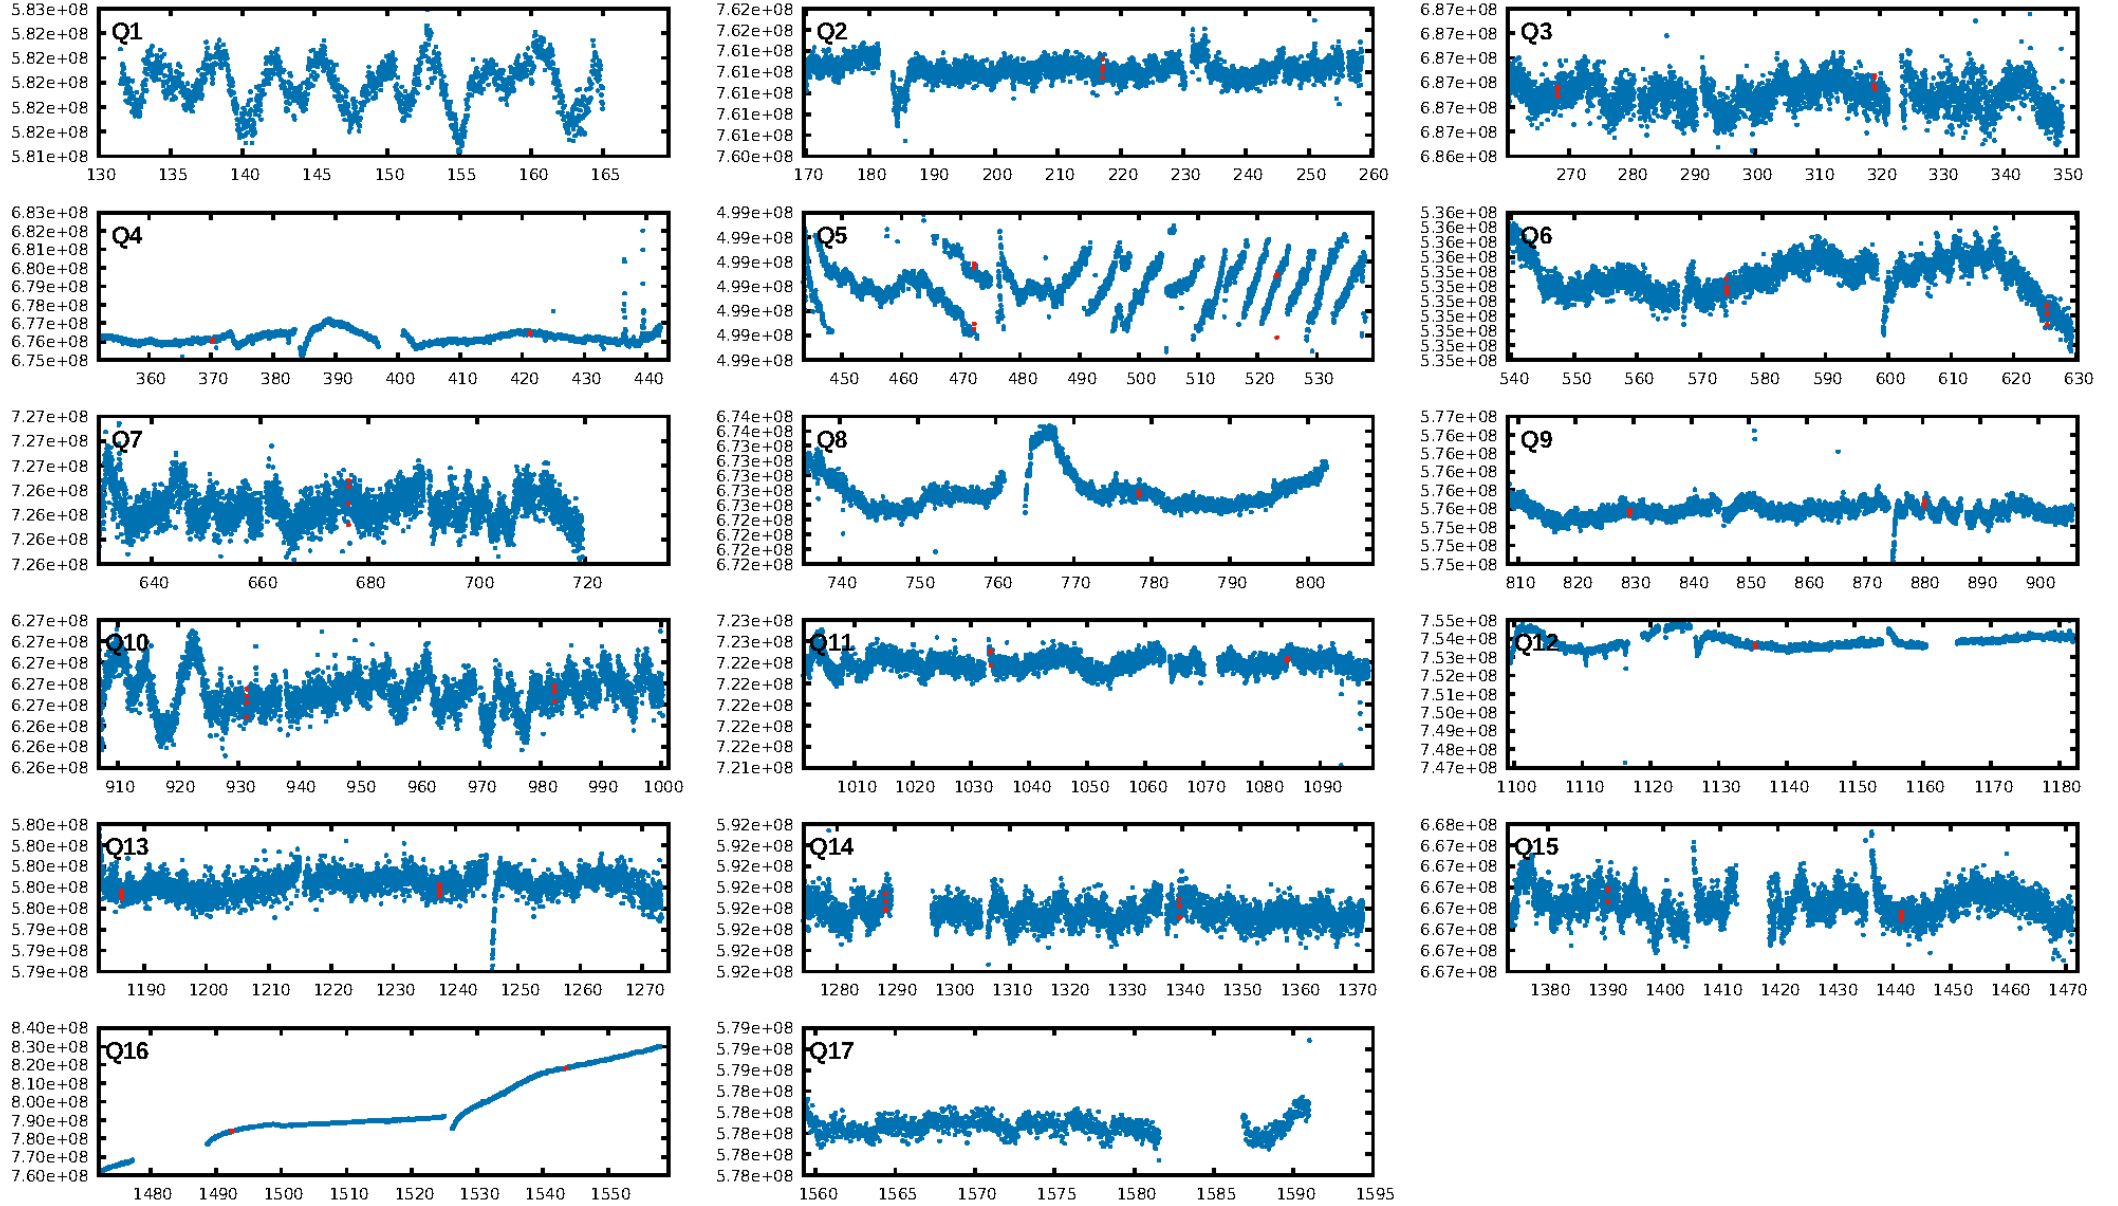 5.83e+08
5.82e+08
5.82e+08
5.82e+08
5.82e+08
5.82e+08
5.81e+08
Q1
130 135 140 145 150 155 160 165
7.62e+08
7.62e+08
7.61e+08
7.61e+08
7.61e+08
7.61e+08
7.61e+08
7.60e+08
Q2
170 180 190 200 210 220 230 240 250 260
6.87e+08
6.87e+08
6.87e+08
6.87e+08
6.87e+08
6.87e+08
6.86e+08
Q3
270 280 290 300 310 320 330 340 350
6.83e+08
6.82e+08
6.81e+08
6.80e+08
6.79e+08
6.78e+08
6.77e+08
6.76e+08
6.75e+08
Q4
360 370 380 390 400 410 420 430 440
4.99e+08
4.99e+08
4.99e+08
4.99e+08
4.99e+08
4.99e+08
4.99e+08
Q5
450 460 470 480 490 500 510 520 530
5.36e+08
5.36e+08
5.36e+08
5.36e+08
5.35e+08
5.35e+08
5.35e+08
5.35e+08
5.35e+08
5.35e+08
5.35e+08
Q6
540 550 560 570 580 590 600 610 620 630
7.27e+08
7.27e+08
7.27e+08
7.26e+08
7.26e+08
7.26e+08
7.26e+08
Q7
640 660 680 700 720
6.74e+08
6.74e+08
6.73e+08
6.73e+08
6.73e+08
6.73e+08
6.73e+08
6.72e+08
6.72e+08
6.72e+08
6.72e+08
Q8
740 750 760 770 780 790 800
5.77e+08
5.76e+08
5.76e+08
5.76e+08
5.76e+08
5.76e+08
5.75e+08
5.75e+08
5.75e+08
Q9
810 820 830 840 850 860 870 880 890 900
6.27e+08
6.27e+08
6.27e+08
6.27e+08
6.27e+08
6.26e+08
6.26e+08
6.26e+08
Q10
910 920 930 940 950 960 970 980 990 1000
7.23e+08
7.23e+08
7.22e+08
7.22e+08
7.22e+08
7.22e+08
7.22e+08
7.21e+08
Q11
1010 1020 1030 1040 1050 1060 1070 1080 1090
7.55e+08
7.54e+08
7.53e+08
7.52e+08
7.51e+08
7.50e+08
7.49e+08
7.48e+08
7.47e+08
Q12
1100 1110 1120 1130 1140 1150 1160 1170 1180
5.80e+08
5.80e+08
5.80e+08
5.80e+08
5.80e+08
5.79e+08
5.79e+08
5.79e+08
Q13
1190 1200 1210 1220 1230 1240 1250 1260 1270
5.92e+08
5.92e+08
5.92e+08
5.92e+08
5.92e+08
5.92e+08
5.92e+08
5.92e+08
Q14
1280 1290 1300 1310 1320 1330 1340 1350 1360 1370
6.68e+08
6.67e+08
6.67e+08
6.67e+08
6.67e+08
6.67e+08
6.67e+08
6.67e+08
Q15
1380 1390 1400 1410 1420 1430 1440 1450 1460 1470
8.40e+08
8.30e+08
8.20e+08
8.10e+08
8.00e+08
7.90e+08
7.80e+08
7.70e+08
7.60e+08
Q16
1480 1490 1500 1510 1520 1530 1540 1550
5.79e+08
5.79e+08
5.79e+08
5.78e+08
5.78e+08
5.78e+08
5.78e+08
5.78e+08
Q17
1560 1565 1570 1575 1580 1585 1590 1595